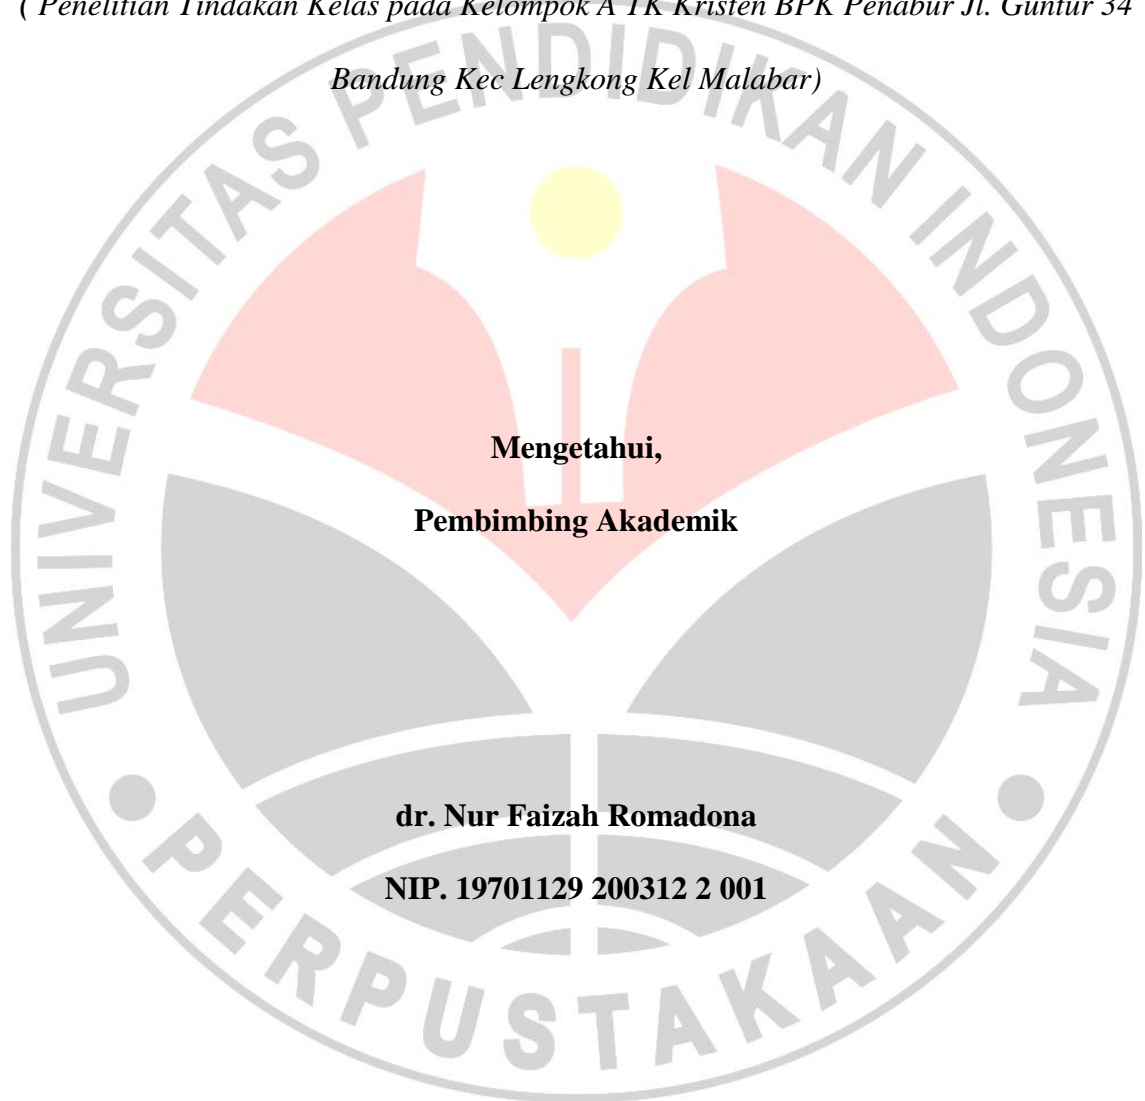 ( Penelitian Tindakan Kelas pada Kelompok A TK Kristen BPK Penabur Jl. Guntur 34
Bandung Kec Lengkong Kel Malabar)
UNIVERSITAS PENDIDIKAN INDONESIA
Mengetahui,
Pembimbing Akademik
dr. Nur Faizah Romadona
NIP. 19701129 200312 2 001
PERPUSTAKAAN